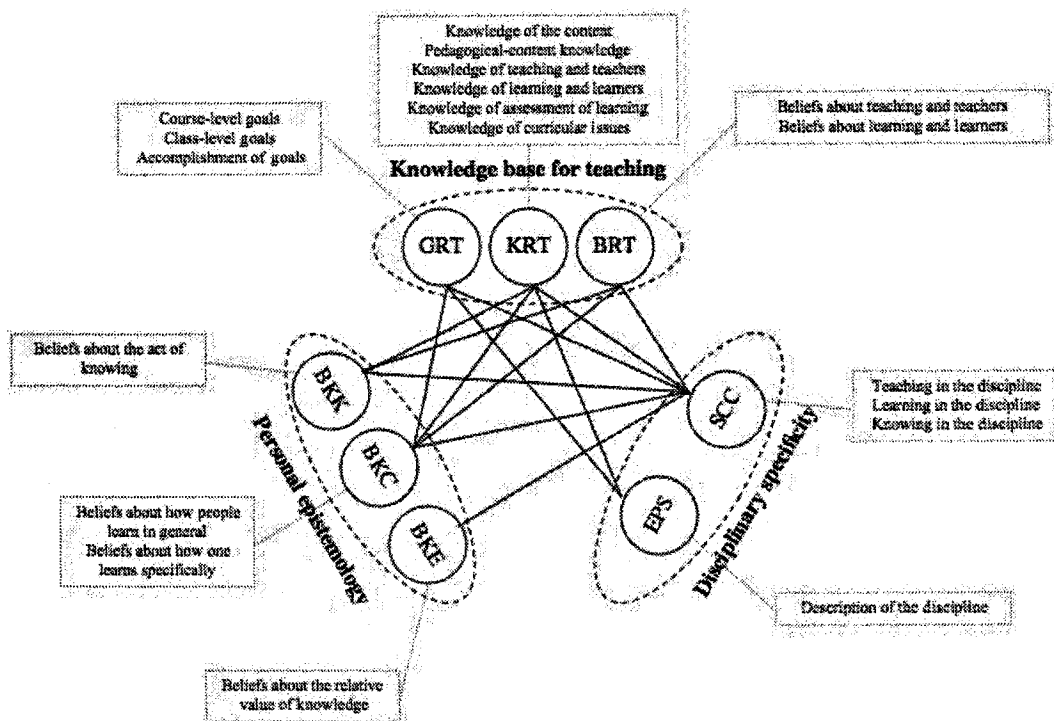 Knowledge of the content
Pedagogical-content knowledge
Knowledge of teaching and teachers
Knowledge of learning and learners
Knowledge of assessment of learning
Knowledge of curricular issues
Course-level goals
Class-level goals
Accomplishment of goals
Beliefs about teaching and teachers
Beliefs about learning and learners
Knowledge base for teaching
GRT
KRT
BRT
Beliefs about the act of
knowing
BKK
BKC
BKE
Personal epistemology
SCC
EPS
Disciplinary specificity
Teaching in the discipline
Learning in the discipline
Knowing in the discipline
Beliefs about how people
learn in general
Beliefs about how one
learns specifically
Description of the discipline
Beliefs about the relative
value of knowledge